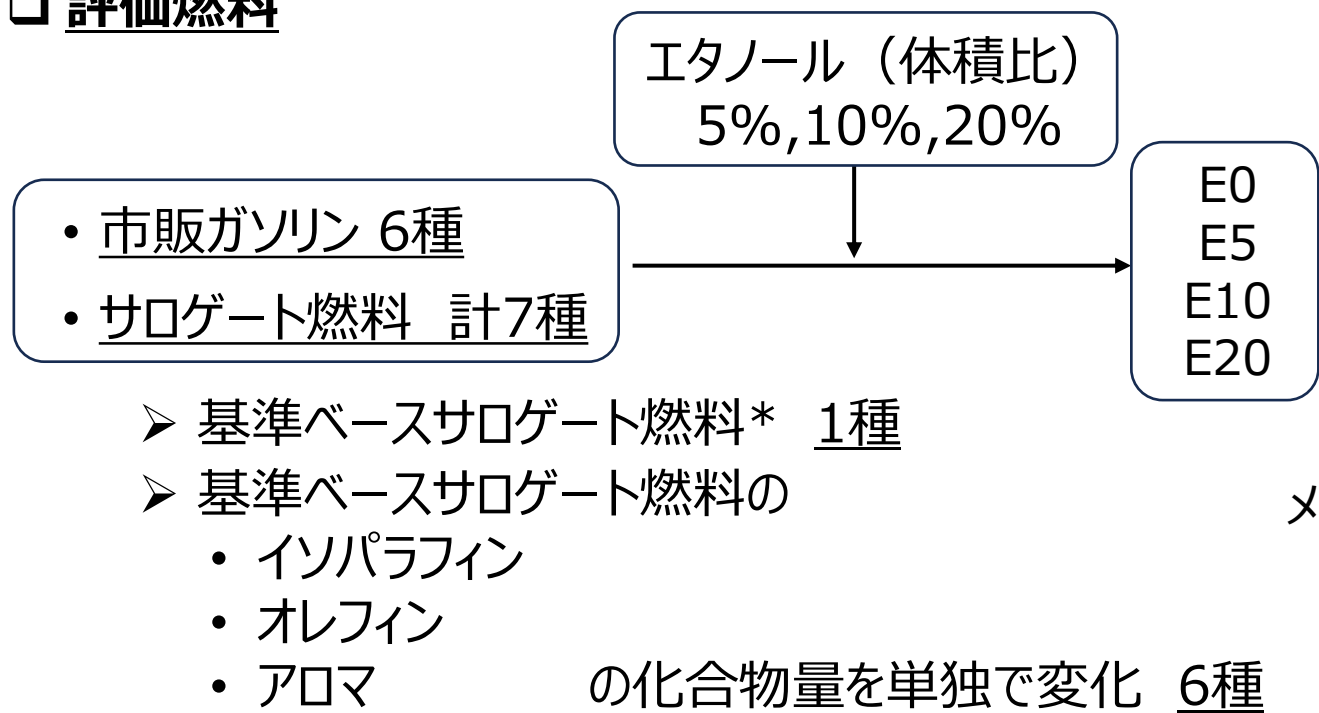 ❑ 評価燃料
エタノール（体積比）
5%,10%,20%
• 市販ガソリン 6種
• サロゲート燃料　計7種
E0
E5
E10
E20
➢ 基準ベースサロゲート燃料*　1種
➢ 基準ベースサロゲート燃料の
• イソパラフィン
• オレフィン
• アロマ　の化合物量を単独で変化　6種